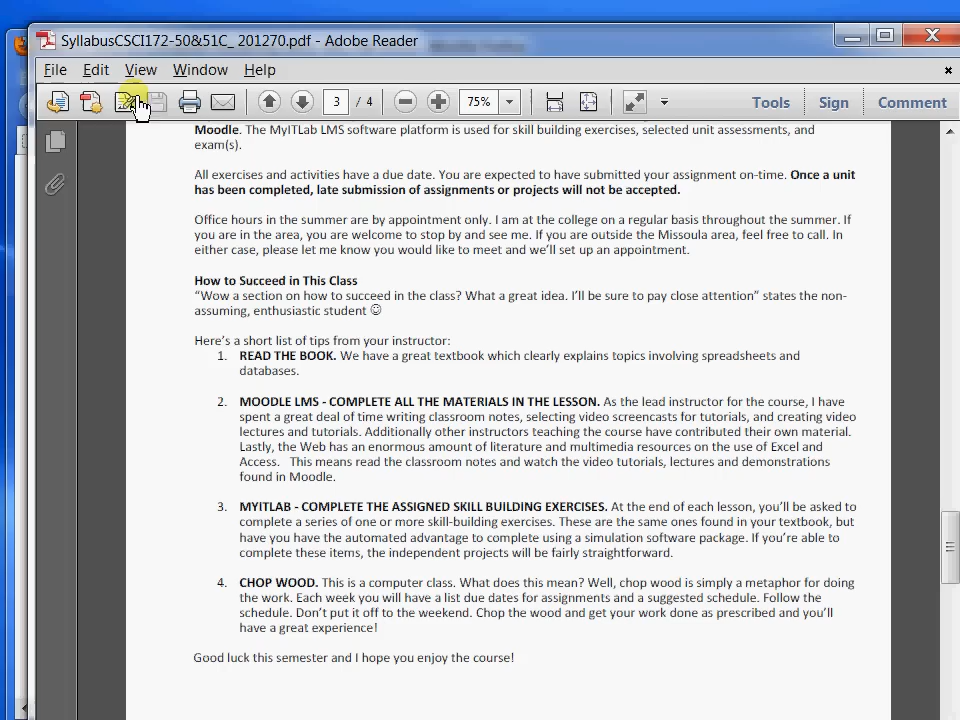 SyllabusCSCI172-50&51C_ 201270.pdf - Adobe Reader
File Edit View Window Help
3 / 4 75% Tools Sign Comment
Moodle. The MyITLab LMS software platform is used for skill building exercises, selected unit assessments, and
exam(s).
All exercises and activities have a due date. You are expected to have submitted your assignment on-time. Once a unit
has been completed, late submission of assignments or projects will not be accepted.
Office hours in the summer are by appointment only. I am at the college on a regular basis throughout the summer. If
you are in the area, you are welcome to stop by and see me. If you are outside the Missoula area, feel free to call. In
either case, please let me know you would like to meet and we'll set up an appointment.
How to Succeed in This Class
“Wow a section on how to succeed in the class? What a great idea. I'll be sure to pay close attention” states the non-
assuming, enthusiastic student ☺
Here's a short list of tips from your instructor:
1. READ THE BOOK. We have a great textbook which clearly explains topics involving spreadsheets and
databases.
2. MOODLE LMS - COMPLETE ALL THE MATERIALS IN THE LESSON. As the lead instructor for the course, I have
spent a great deal of time writing classroom notes, selecting video screencasts for tutorials, and creating video
lectures and tutorials. Additionally other instructors teaching the course have contributed their own material.
Lastly, the Web has an enormous amount of literature and multimedia resources on the use of Excel and
Access. This means read the classroom notes and watch the video tutorials, lectures and demonstrations
found in Moodle.
3. MYITLAB - COMPLETE THE ASSIGNED SKILL BUILDING EXERCISES. At the end of each lesson, you'll be asked to
complete a series of one or more skill-building exercises. These are the same ones found in your textbook, but
have you have the automated advantage to complete using a simulation software package. If you're able to
complete these items, the independent projects will be fairly straightforward.
4. CHOP WOOD. This is a computer class. What does this mean? Well, chop wood is simply a metaphor for doing
the work. Each week you will have a list due dates for assignments and a suggested schedule. Follow the
schedule. Don't put it off to the weekend. Chop the wood and get your work done as prescribed and you'll
have a great experience!
Good luck this semester and I hope you enjoy the course!